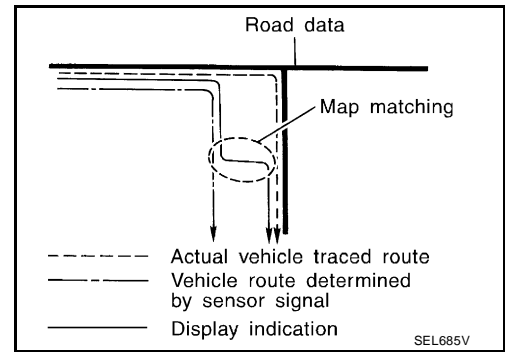 Road data
Map matching
Actual vehicle traced route
Vehicle route determined
by sensor signal
Display indication
SEL685V